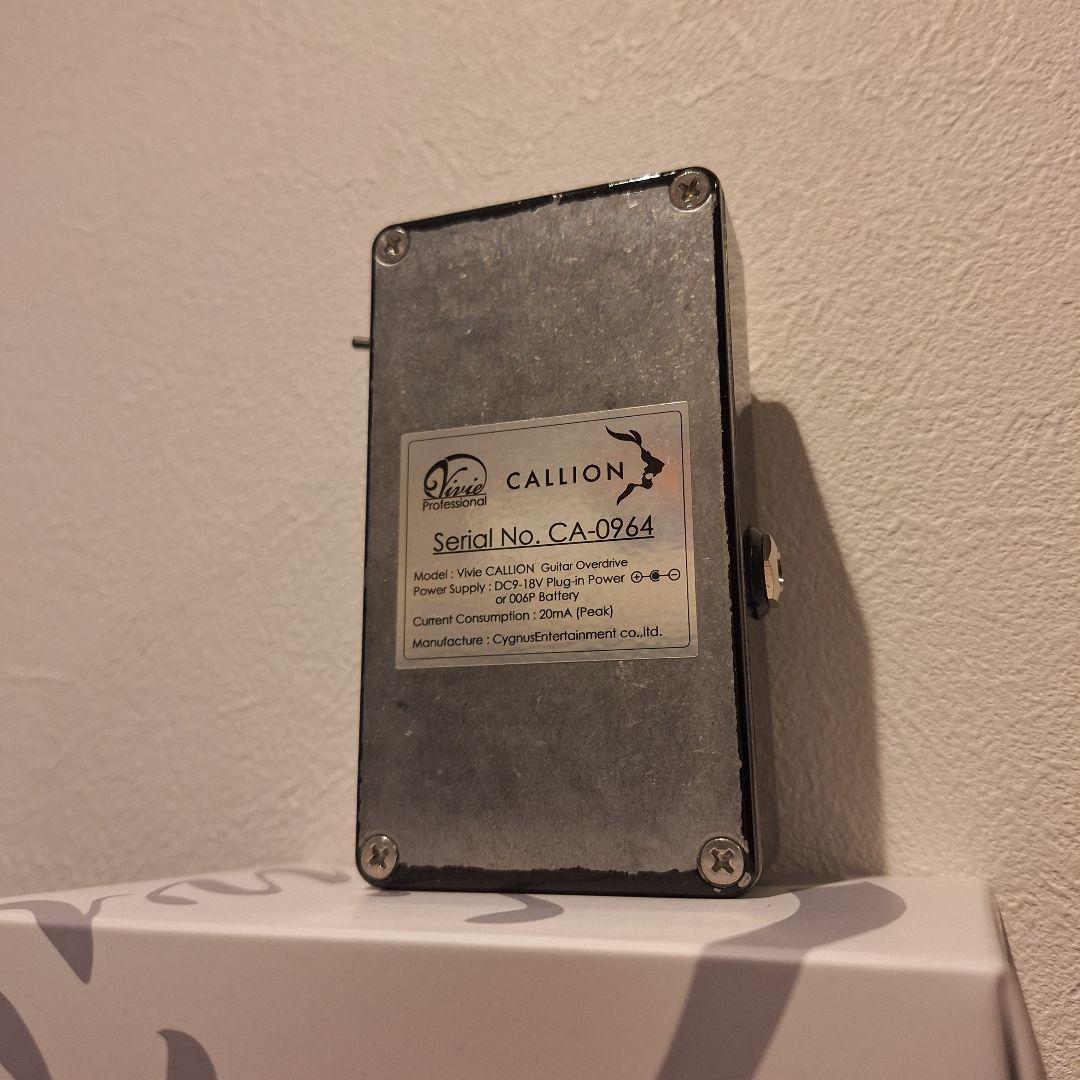 Vivie
Professional
CALLION
Serial No. CA-0964
Model : Vivie CALLION Guitar Overdrive
Power Supply : DC9-18V Plug-in Power
or 006P Battery
Current Consumption : 20mA (Peak)
Manufacture : CygnusEntertainment co.,ltd.